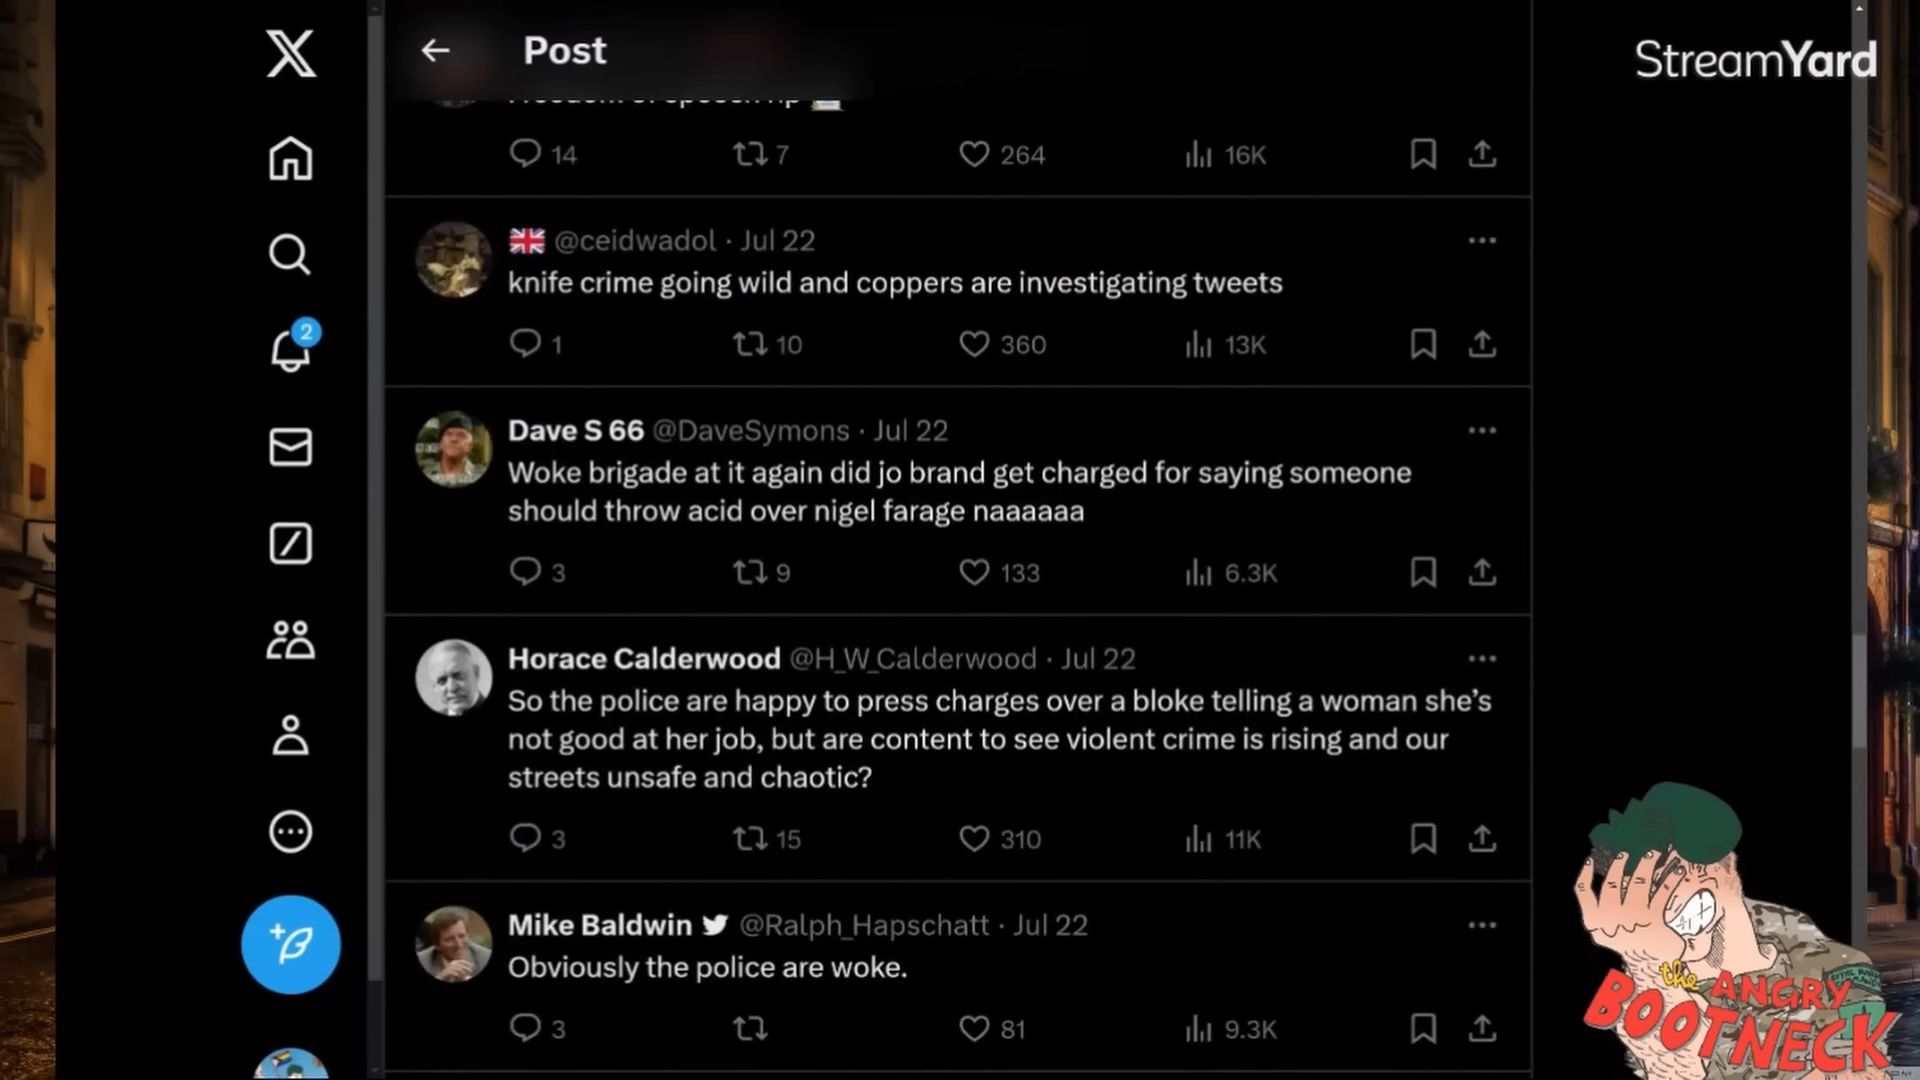 Post
StreamYard
14 7 264 16K
@ceidwadol · Jul 22
knife crime going wild and coppers are investigating tweets
1 10 360 13K
2
Dave S 66 @DaveSymons · Jul 22
Woke brigade at it again did jo brand get charged for saying someone
should throw acid over nigel farage naaaaaa
3 9 133 6.3K
Horace Calderwood @H_W_Calderwood · Jul 22
So the police are happy to press charges over a bloke telling a woman she's
not good at her job, but are content to see violent crime is rising and our
streets unsafe and chaotic?
3 15 310 11K
Mike Baldwin @Ralph_Hapschatt · Jul 22
Obviously the police are woke.
3 81 9.3K
the ANGRY
BOOTNECK